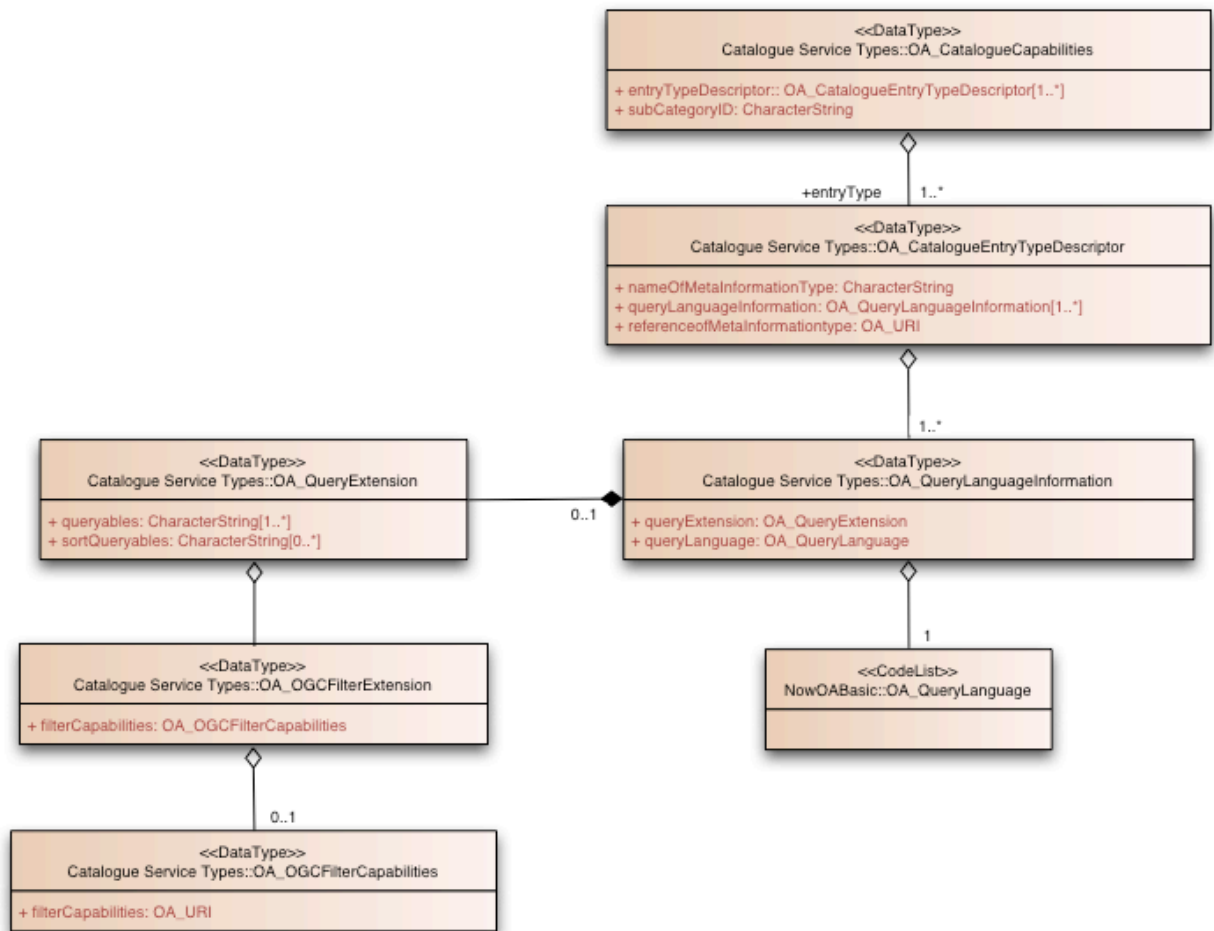 <<DataType>>
Catalogue Service Types::OA_CatalogueCapabilities
+ entryTypeDescriptor:: OA_CatalogueEntryTypeDescriptor[1..*]
+ subCategoryID: CharacterString
+entryType 1..*
<<DataType>>
Catalogue Service Types::OA_CatalogueEntryTypeDescriptor
+ nameOfMetaInformationType: CharacterString
+ queryLanguageInformation: OA_QueryLanguageInformation[1..*]
+ referenceofMetaInformationtype: OA_URI
1..*
<<DataType>>
Catalogue Service Types::OA_QueryExtension
+ queryables: CharacterString[1..*]
+ sortQueryables: CharacterString[0..*]
0..1
<<DataType>>
Catalogue Service Types::OA_QueryLanguageInformation
+ queryExtension: OA_QueryExtension
+ queryLanguage: OA_QueryLanguage
1
<<DataType>>
Catalogue Service Types::OA_OGCFilterExtension
+ filterCapabilities: OA_OGCFilterCapabilities
<<CodeList>>
NowOABasic::OA_QueryLanguage
0..1
<<DataType>>
Catalogue Service Types::OA_OGCFilterCapabilities
+ filterCapabilities: OA_URI